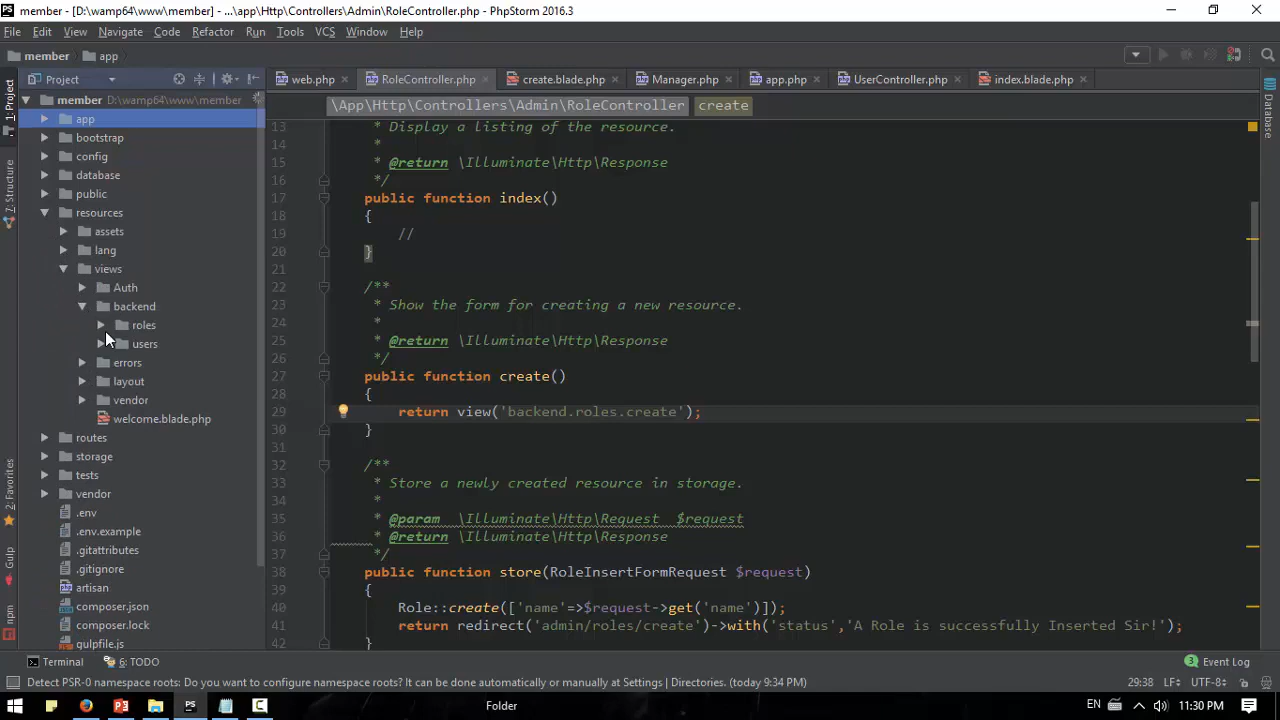 member - [D:\wamp64\www\member] - ...\app\Http\Controllers\Admin\RoleController.php - PhpStorm 2016.3
File Edit View Navigate Code Refactor Run Tools VCS Window Help
member app
Project
web.php RoleController.php create.blade.php Manager.php app.php UserController.php index.blade.php
1: Project
7: Structure
2: Favorites
Gulp
npm
Database
member D:\wamp64\www\member
app
bootstrap
config
database
public
resources
assets
lang
views
Auth
backend
roles
users
errors
layout
vendor
welcome.blade.php
routes
storage
tests
vendor
.env
.env.example
.gitattributes
.gitignore
artisan
composer.json
composer.lock
gulpfile.js
\App\Http\Controllers\Admin\RoleController create
13 * Display a listing of the resource.
14 *
15 * @return \Illuminate\Http\Response
16 */
17 public function index()
18 {
19 //
20 }
21
22 /**
23 * Show the form for creating a new resource.
24 *
25 * @return \Illuminate\Http\Response
26 */
27 public function create()
28 {
29 return view('backend.roles.create');
30 }
31
32 /**
33 * Store a newly created resource in storage.
34 *
35 * @param \Illuminate\Http\Request $request
36 * @return \Illuminate\Http\Response
37 */
38 public function store(RoleInsertFormRequest $request)
39 {
40 Role::create(['name'=>$request->get('name')]);
41 return redirect('admin/roles/create')->with('status','A Role is successfully Inserted Sir!');
42 }
Terminal 6: TODO 3 Event Log
Detect PSR-0 namespace roots: Do you want to configure namespace roots? It can be done automatically or manually at Settings | Directories. (today 9:34 PM) 29:38 LF÷ UTF-8÷
Folder EN 11:30 PM